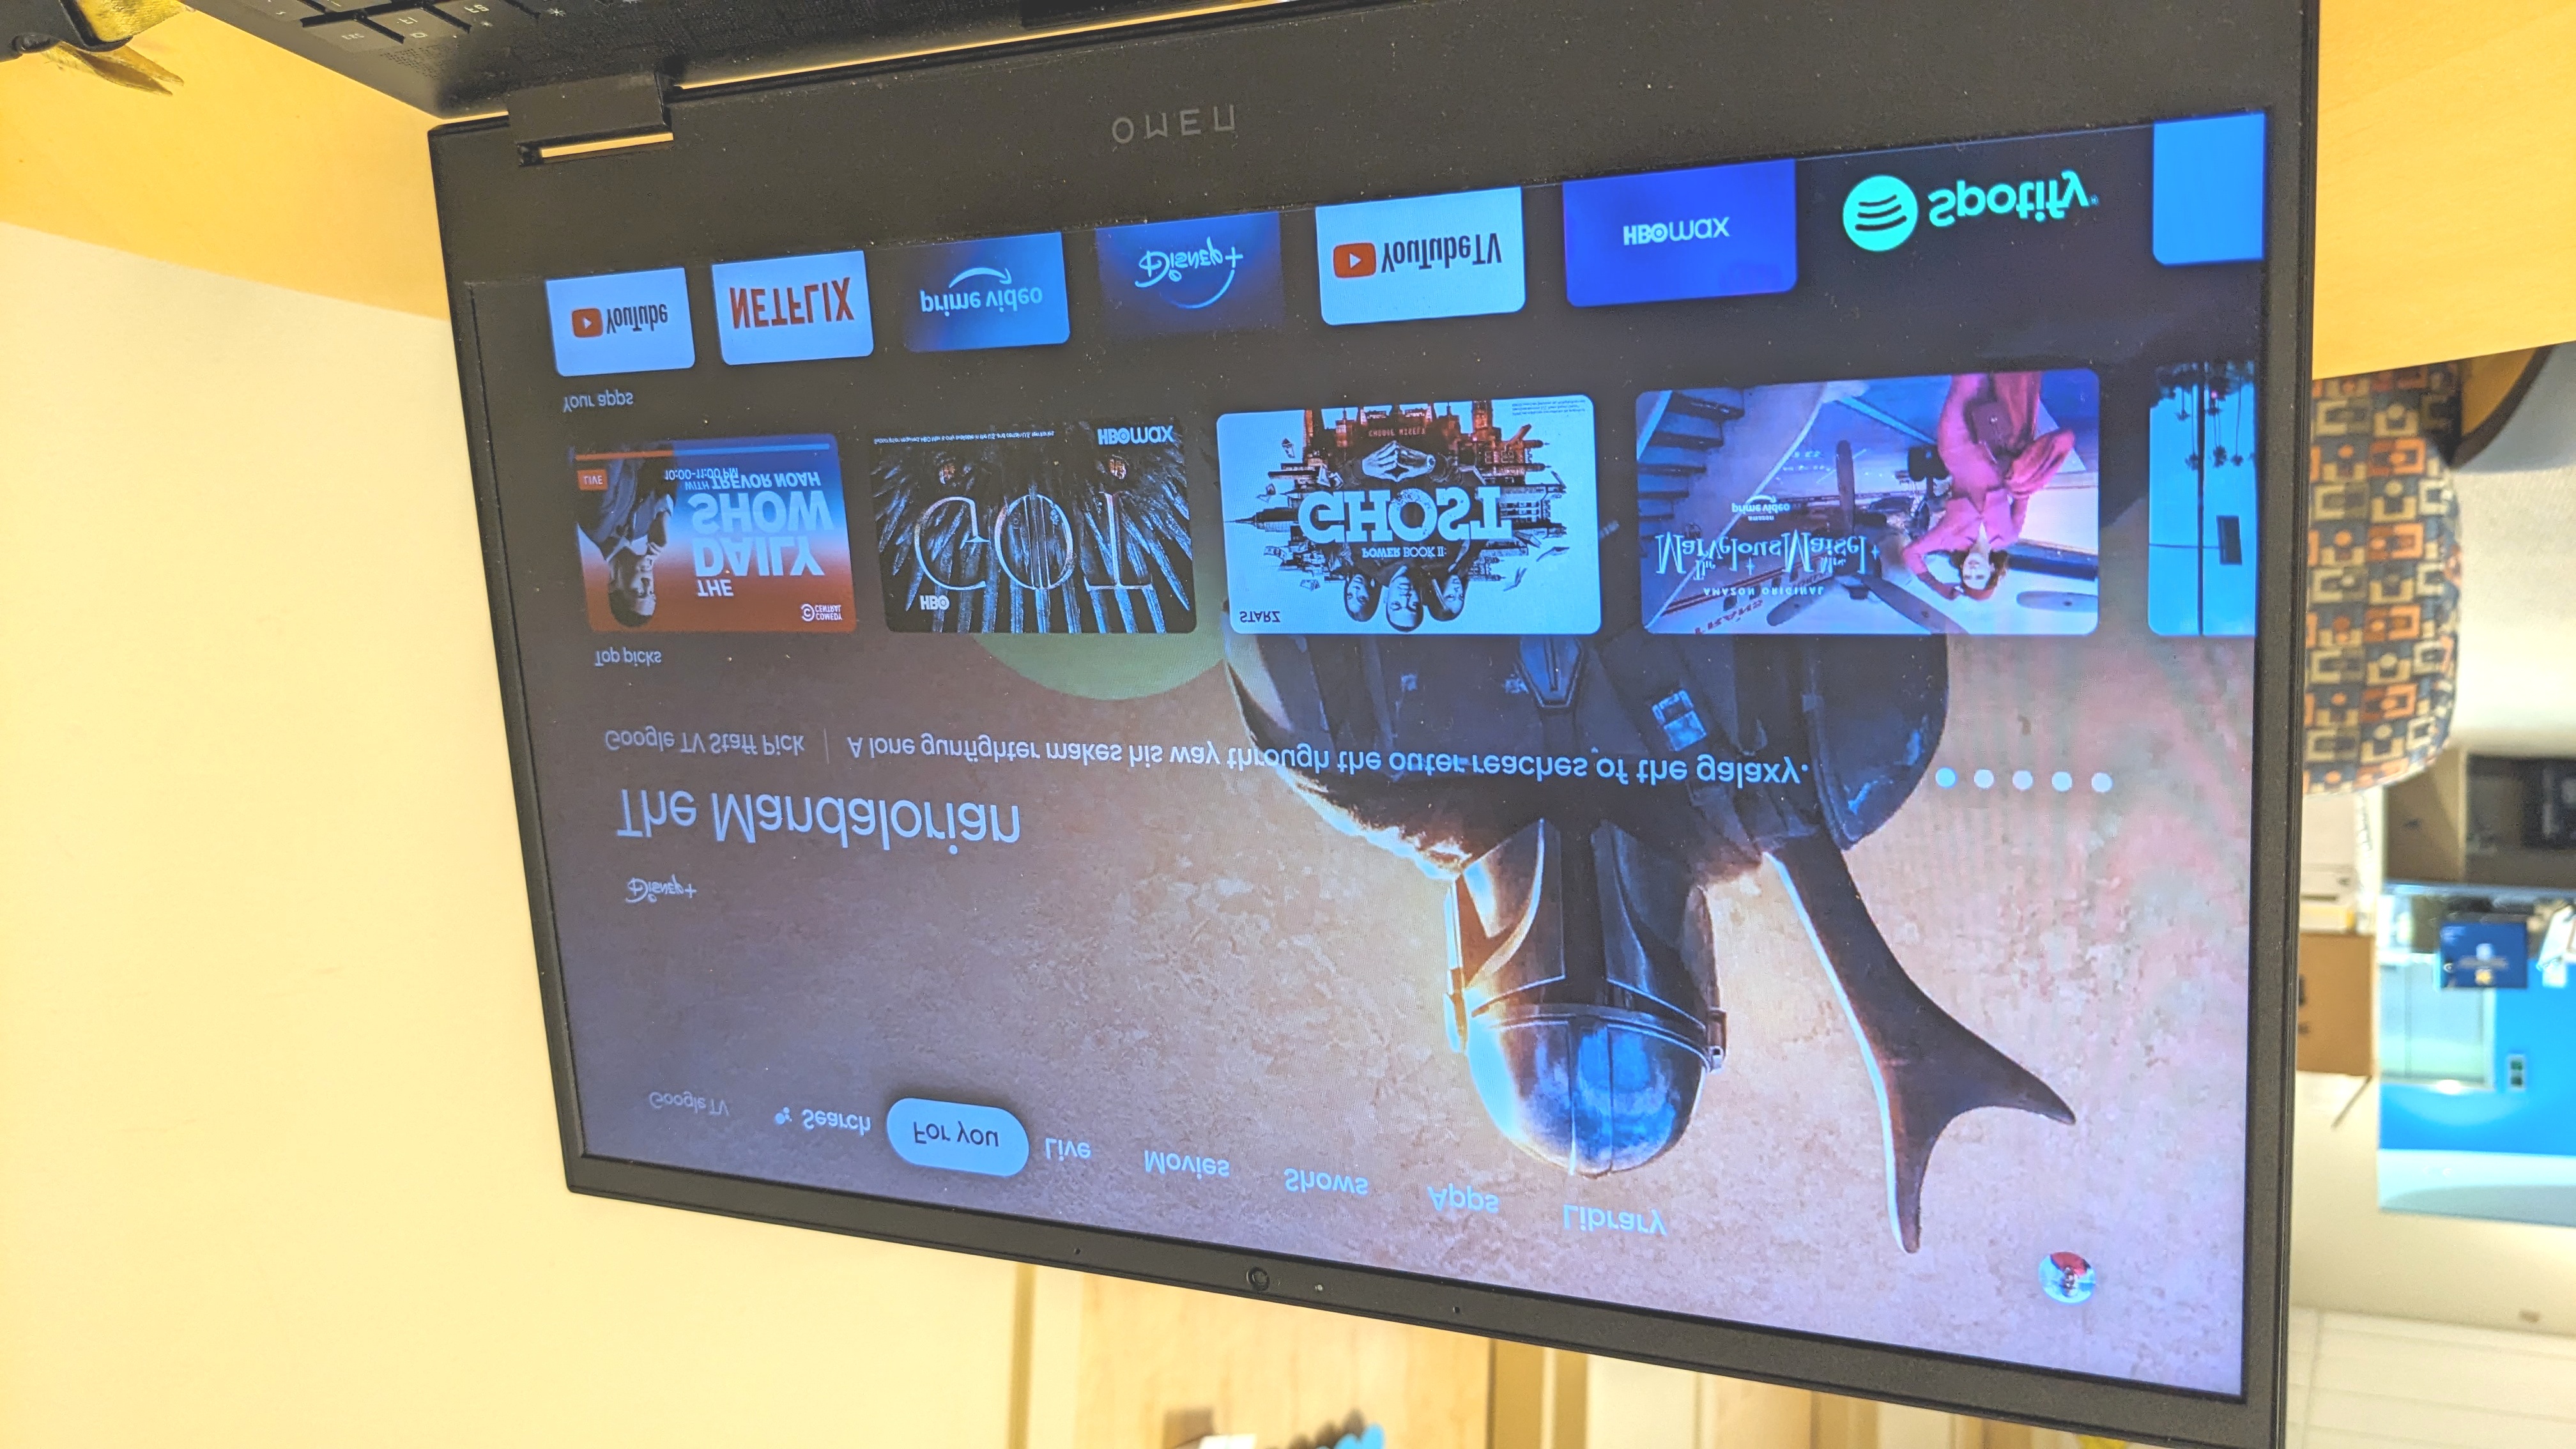 Google TV
Search
For you
Live
Movies
Shows
Apps
Library
Disney+
The Mandalorian
Google TV Staff Pick
A lone gunfighter makes his way through the outer reaches of the galaxy.
Top picks
COMEDY
CENTRAL
THE
DAILY
SHOW
WITH TREVOR NOAH
10:00-11:00 PM
LIVE
HBO
GOT
HBOmax
STARZ
POWER BOOK II:
GHOST
AMAZON ORIGINAL
The Marvelous Mrs. Maisel
amazon
prime video
Your apps
YouTube
NETFLIX
prime video
Disney+
YouTubeTV
HBOmax
Spotify
OMEN